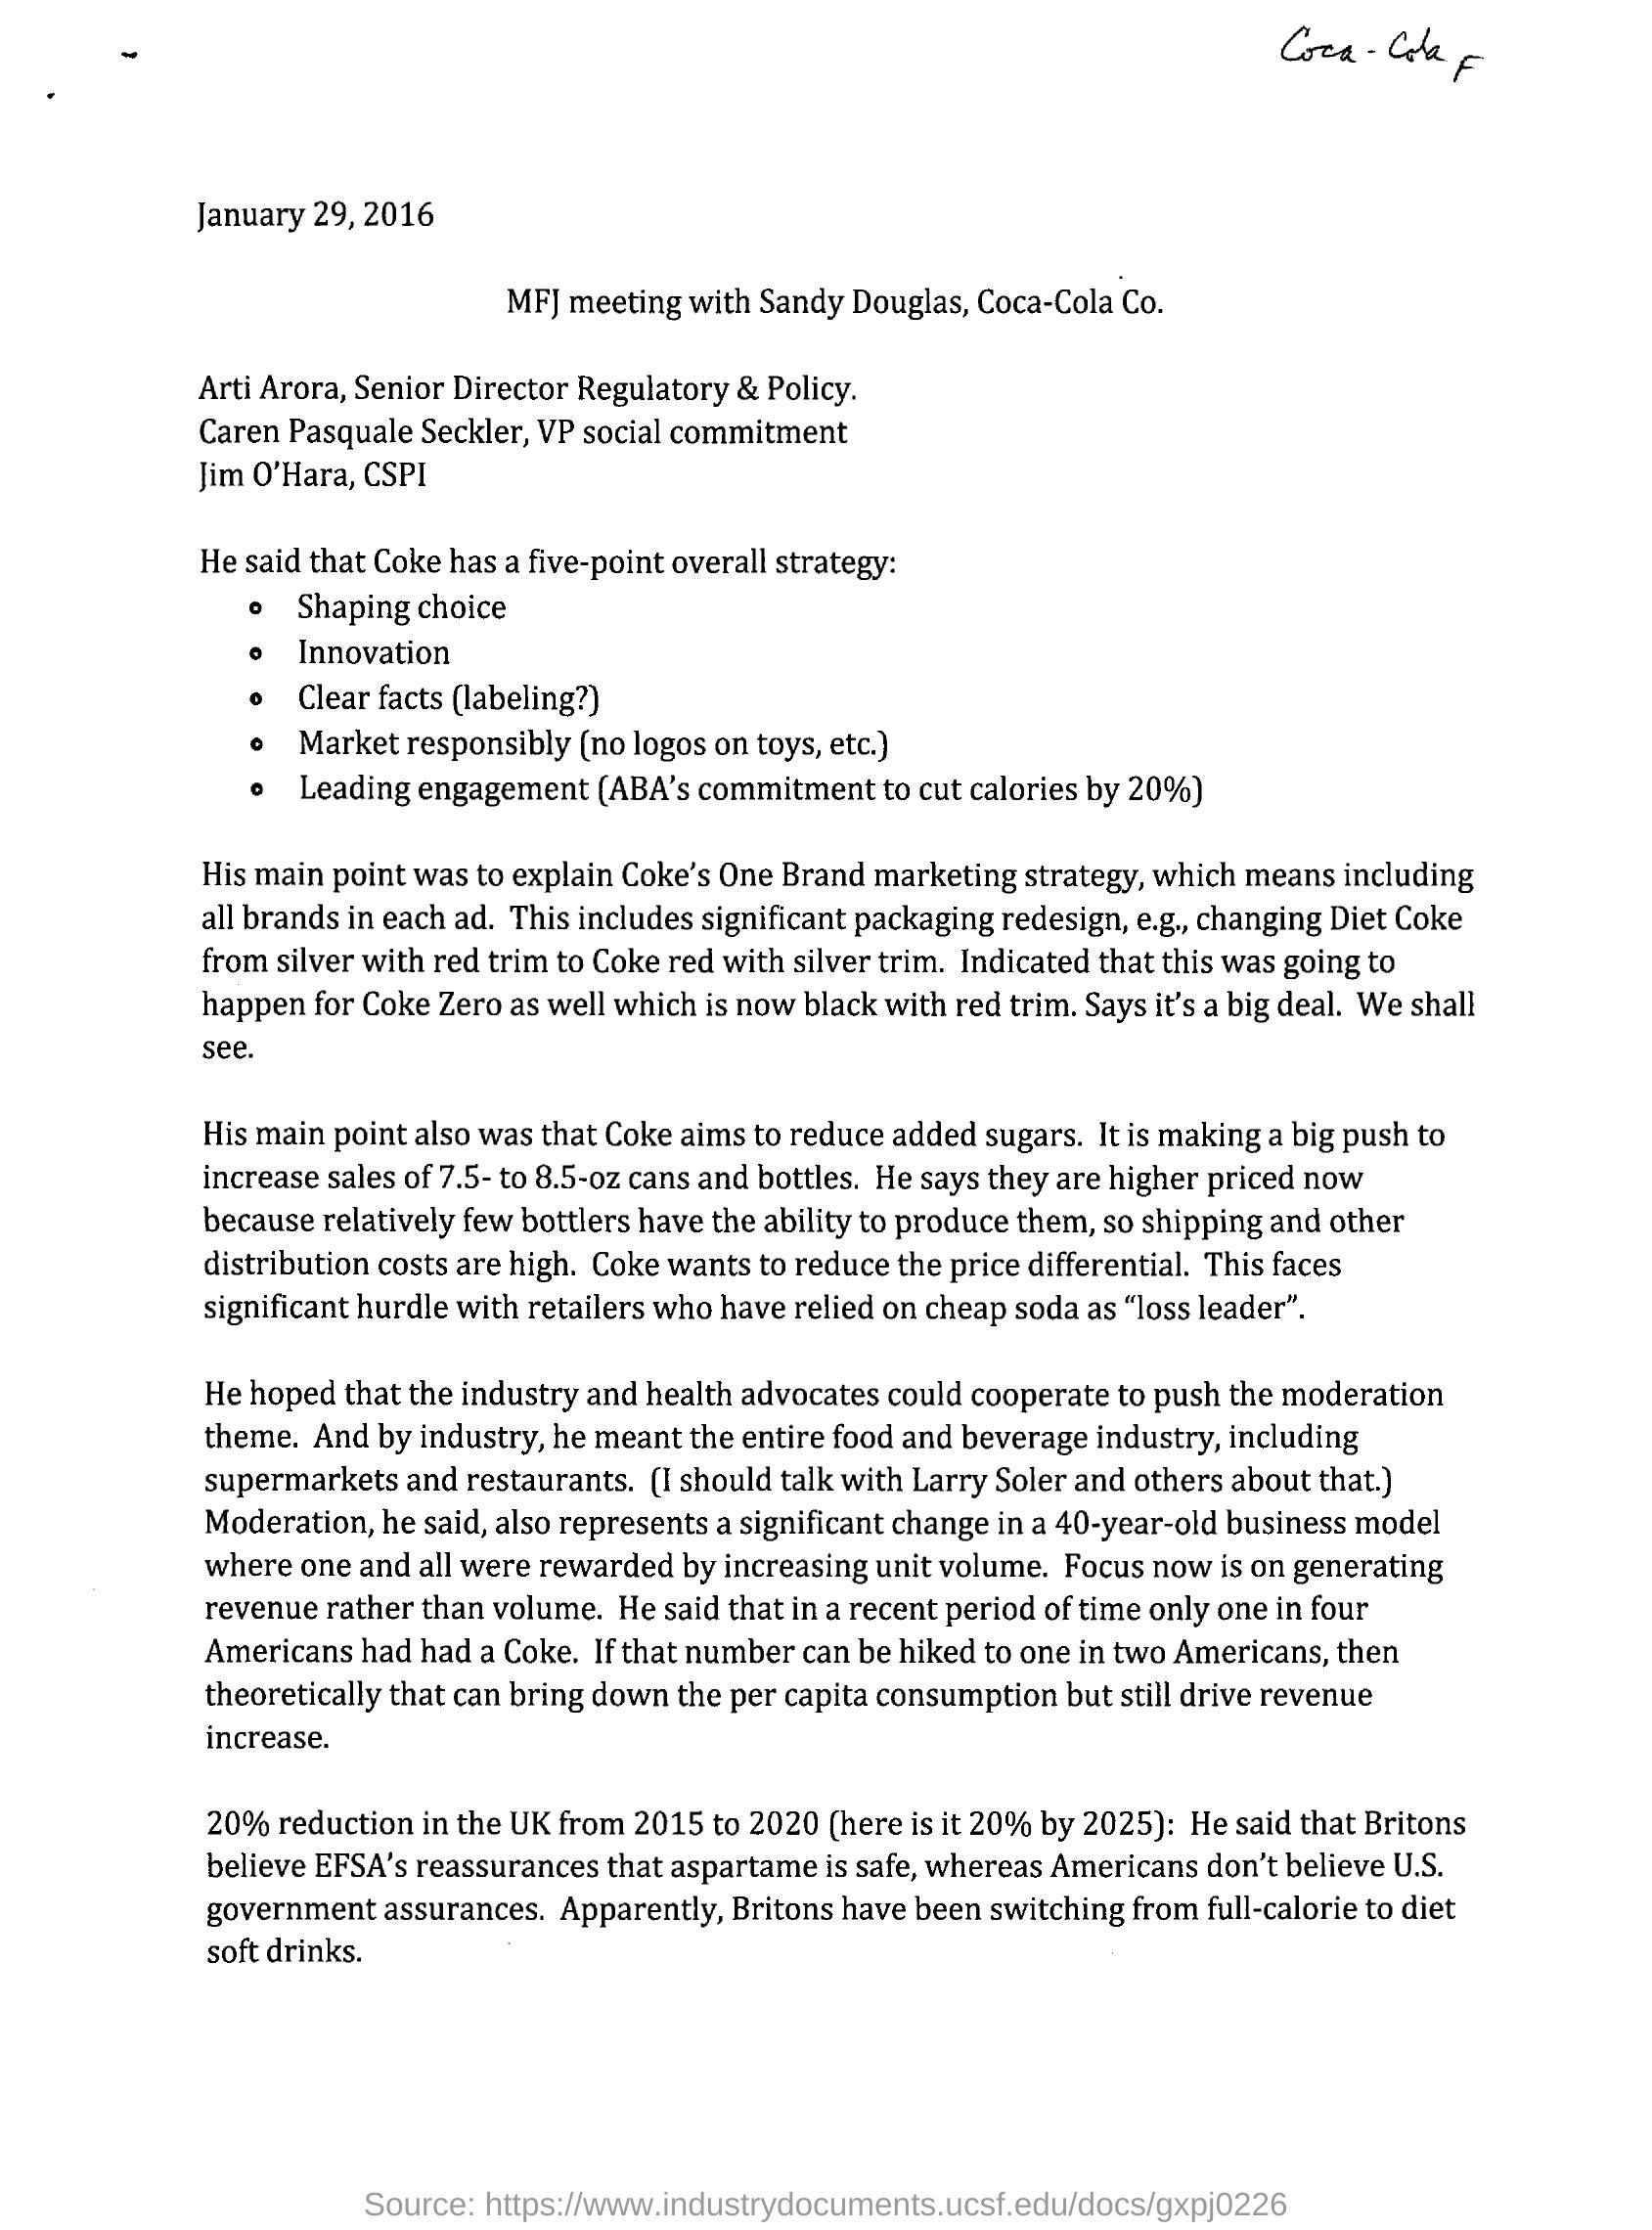 Coca-Cola F
January 29, 2016
MFJ meeting with Sandy Douglas, Coca-Cola Co.
Arti Arora, Senior Director Regulatory & Policy.
Caren Pasquale Seckler, VP social commitment
Jim O'Hara, CSPI
He said that Coke has a five-point overall strategy:
• Shaping choice
• Innovation
• Clear facts (labeling?)
• Market responsibly (no logos on toys, etc.)
• Leading engagement (ABA's commitment to cut calories by 20%)
His main point was to explain Coke's One Brand marketing strategy, which means including
all brands in each ad.  This includes significant packaging redesign, e.g., changing Diet Coke
from silver with red trim to Coke red with silver trim.  Indicated that this was going to
happen for Coke Zero as well which is now black with red trim. Says it's a big deal.  We shall
see.
His main point also was that Coke aims to reduce added sugars.  It is making a big push to
increase sales of 7.5- to 8.5-oz cans and bottles.  He says they are higher priced now
because relatively few bottlers have the ability to produce them, so shipping and other
distribution costs are high.  Coke wants to reduce the price differential.  This faces
significant hurdle with retailers who have relied on cheap soda as “loss leader”.
He hoped that the industry and health advocates could cooperate to push the moderation
theme.  And by industry, he meant the entire food and beverage industry, including
supermarkets and restaurants.  (I should talk with Larry Soler and others about that.)
Moderation, he said, also represents a significant change in a 40-year-old business model
where one and all were rewarded by increasing unit volume.  Focus now is on generating
revenue rather than volume.  He said that in a recent period of time only one in four
Americans had had a Coke.  If that number can be hiked to one in two Americans, then
theoretically that can bring down the per capita consumption but still drive revenue
increase.
20% reduction in the UK from 2015 to 2020 (here is it 20% by 2025):  He said that Britons
believe EFSA's reassurances that aspartame is safe, whereas Americans don't believe U.S.
government assurances.  Apparently, Britons have been switching from full-calorie to diet
soft drinks.
Source: https://www.industrydocuments.ucsf.edu/docs/gxpj0226